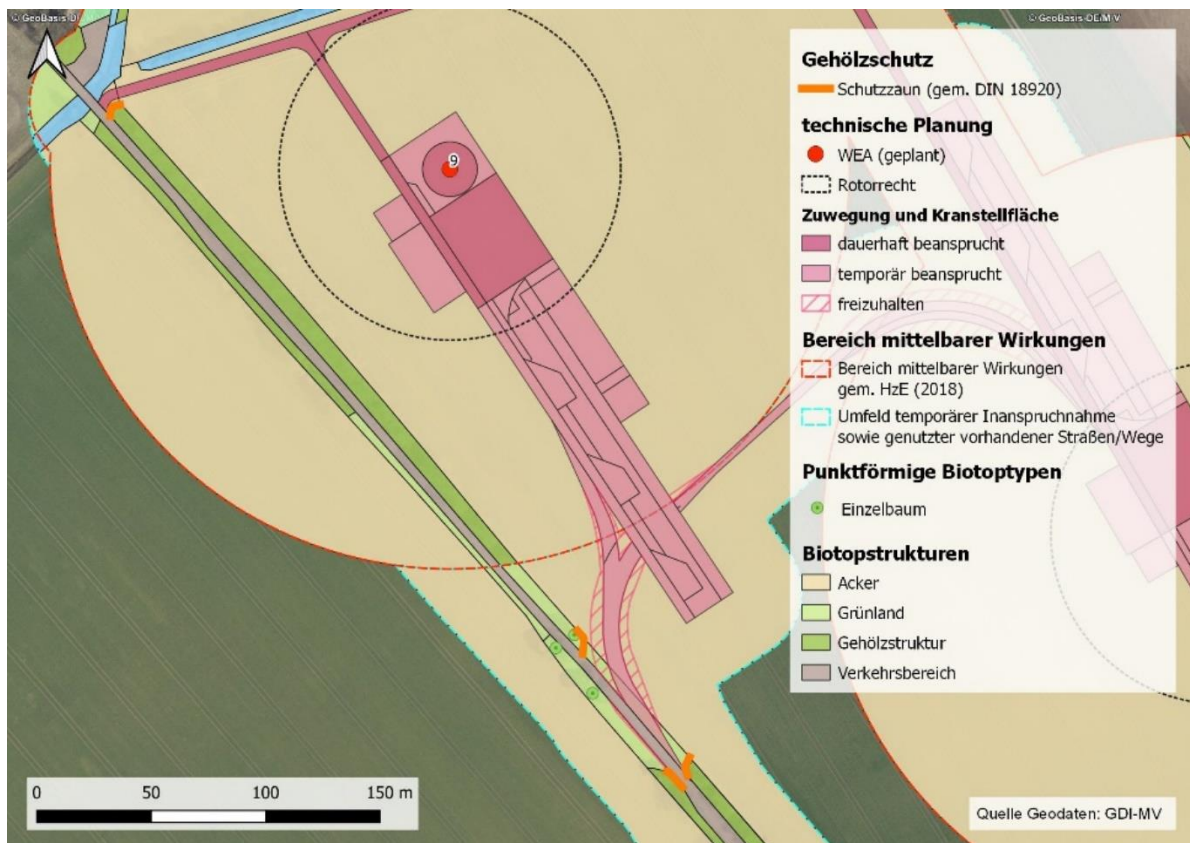 © GeoBasis-DE/M-V
© GeoBasis-DE/M-V
Gehölzschutz
Schutzzaun (gem. DIN 18920)
technische Planung
WEA (geplant)
Rotorrecht
Zuwegung und Kranstellfläche
dauerhaft beansprucht
temporär beansprucht
freizuhalten
Bereich mittelbarer Wirkungen
Bereich mittelbarer Wirkungen
gem. HzE (2018)
Umfeld temporärer Inanspruchnahme
sowie genutzter vorhandener Straßen/Wege
Punktförmige Biotoptypen
Einzelbaum
Biotopstrukturen
Acker
Grünland
Gehölzstruktur
Verkehrsbereich
9
0 50 100 150 m
Quelle Geodaten: GDI-MV